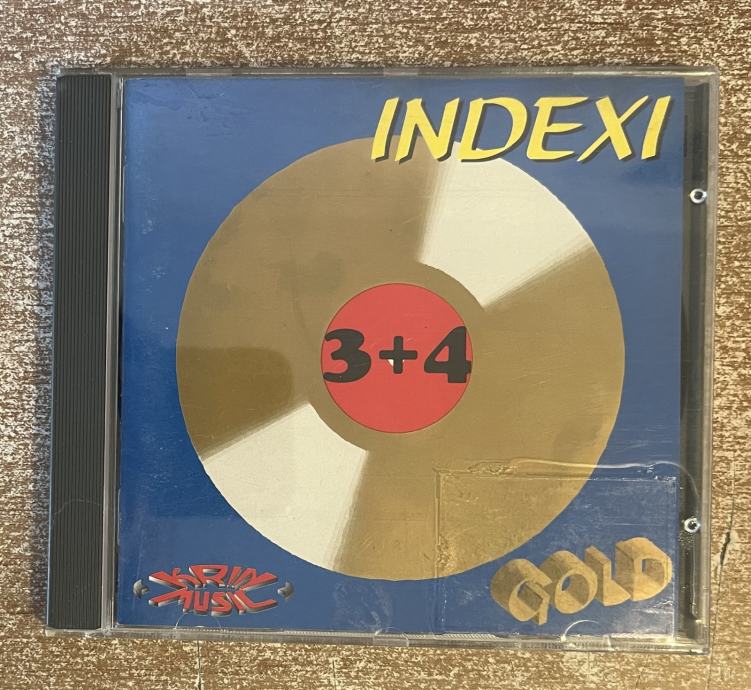 INDEXI
3+4
KRIN
MUSIC
GOLD